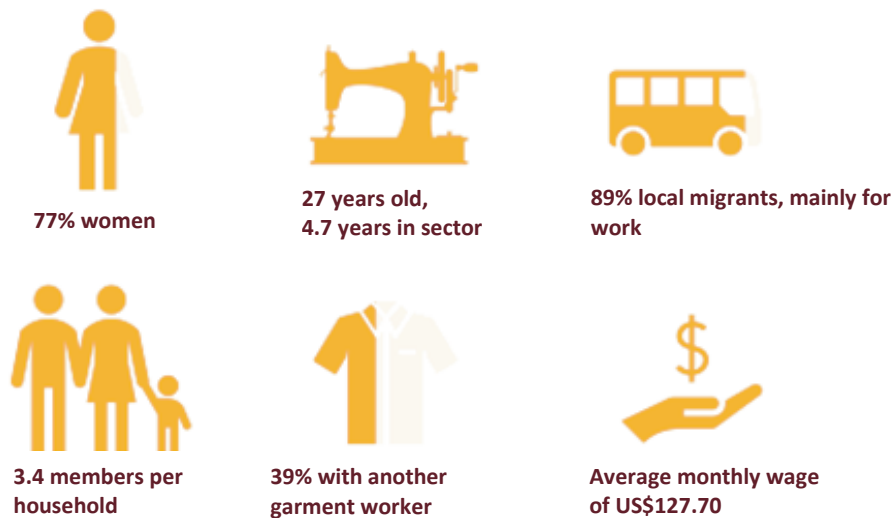 77% women
27 years old,
4.7 years in sector
89% local migrants, mainly for
work
$
3.4 members per
household
39% with another
garment worker
Average monthly wage
of US$127.70